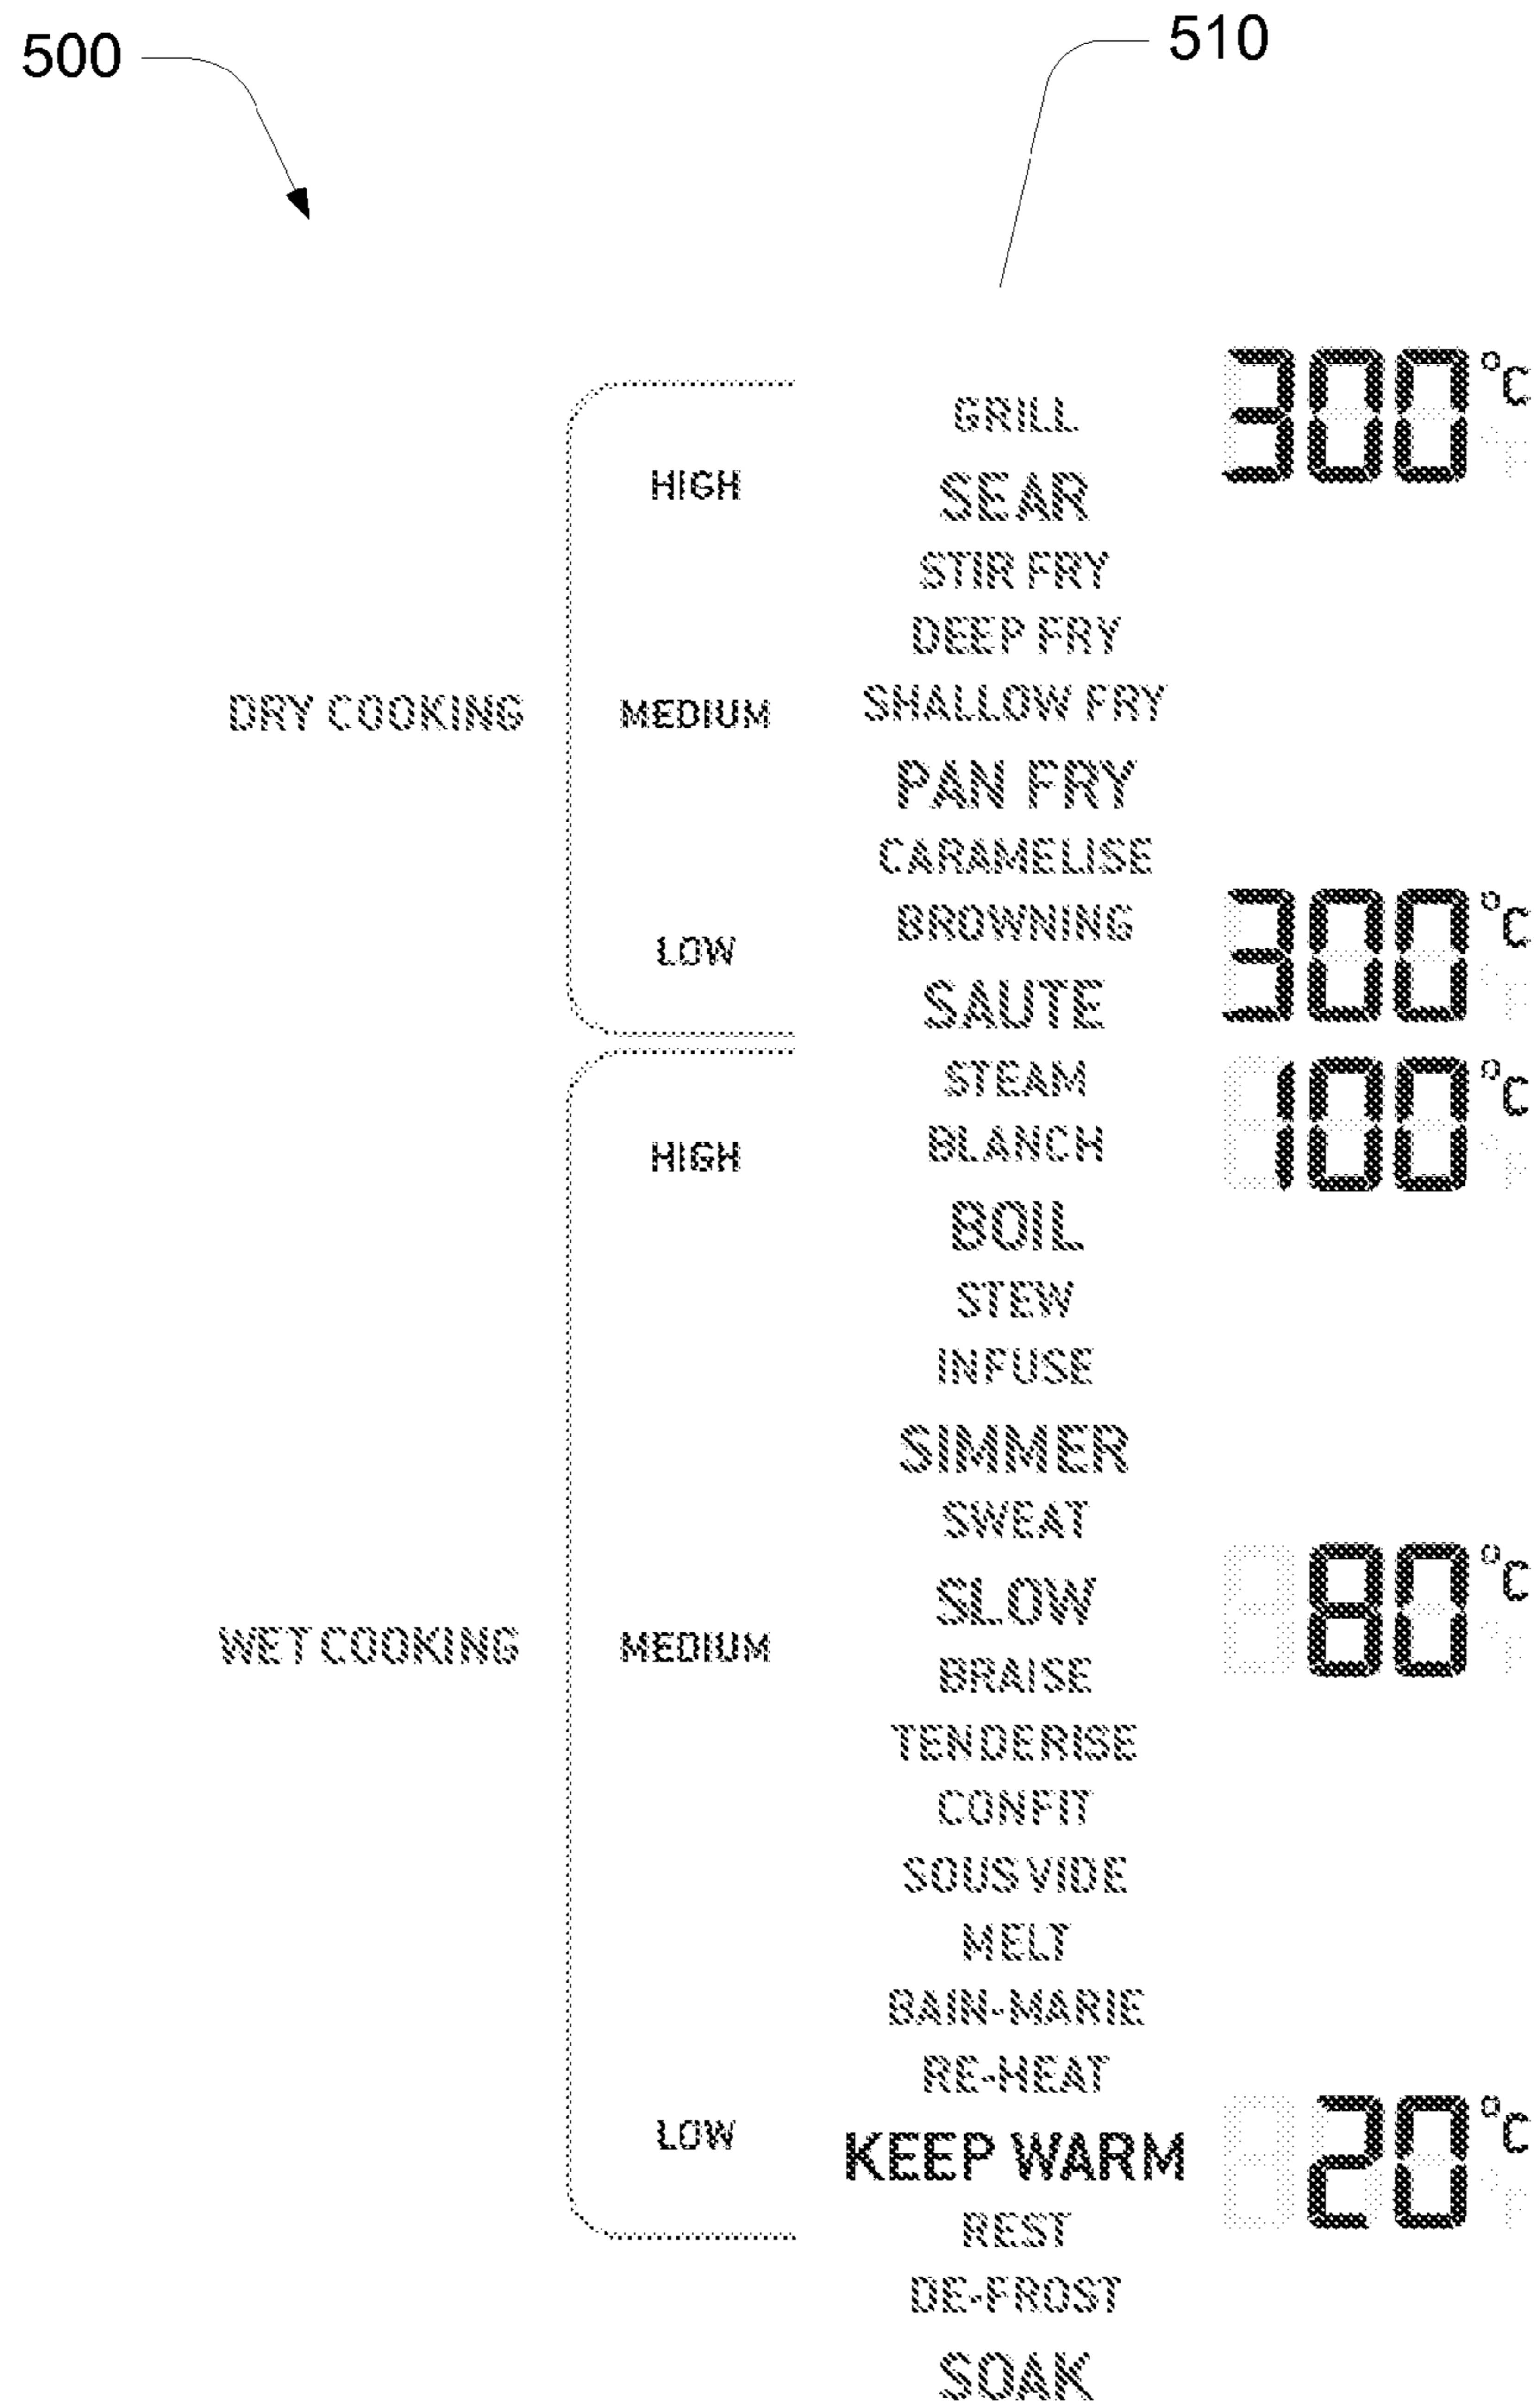 500
510
GRILL
300 °C
HIGH
SEAR
STIR FRY
DEEP FRY
SHALLOW FRY
DRY COOKING
MEDIUM
PAN FRY
CARAMELISE
BROWNING
300 °C
LOW
SAUTE
STEAM
100 °C
BLANCH
HIGH
BOIL
STEW
INFUSE
SIMMER
SWEAT
SLOW
80 °C
WET COOKING
MEDIUM
BRAISE
TENDERISE
CONFIT
SOUS VIDE
MELT
BAIN-MARIE
RE-HEAT
LOW
KEEP WARM
20 °C
REST
DE-FROST
SOAK